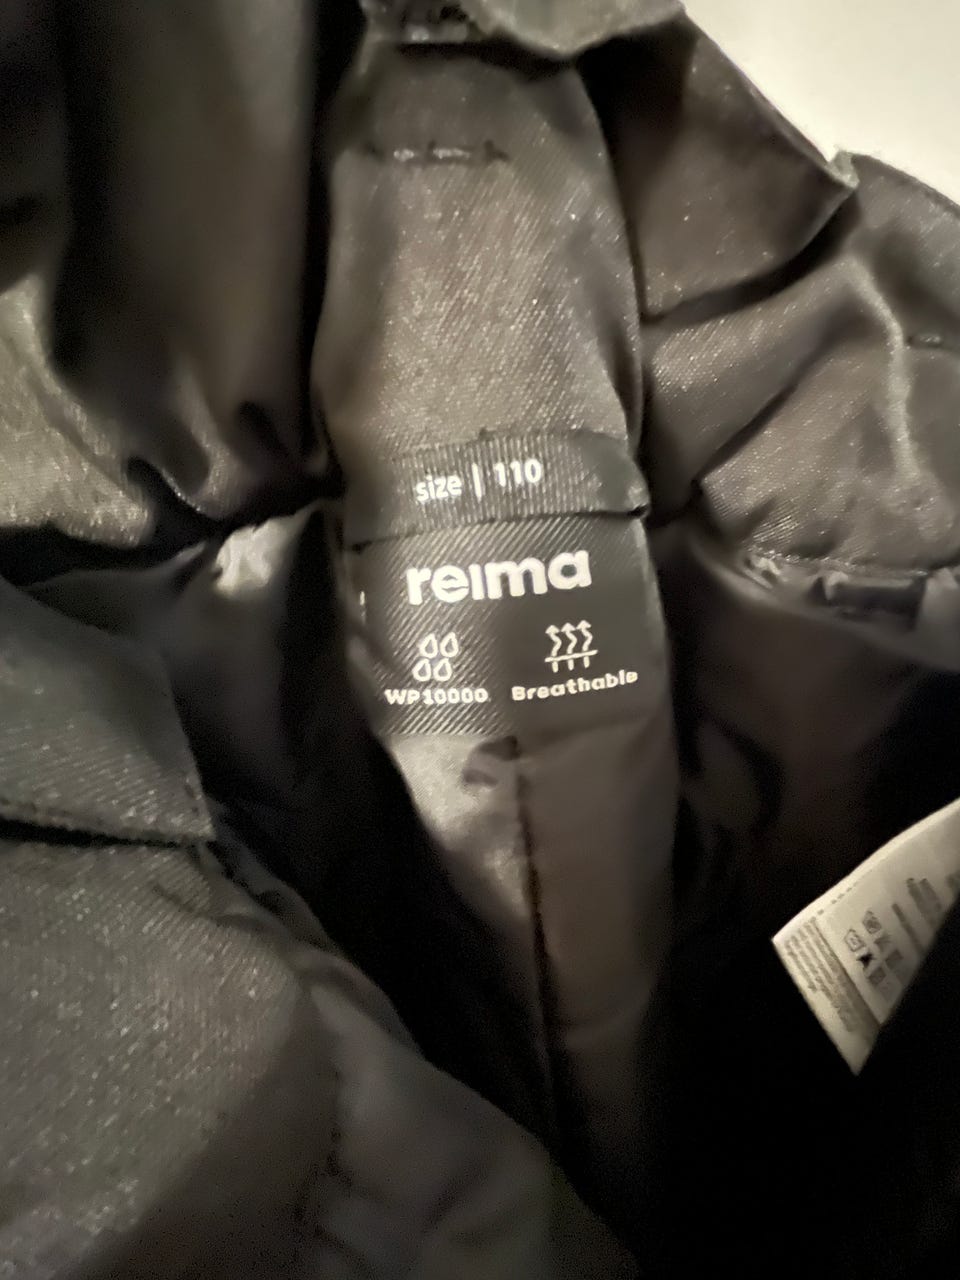 size | 110
reima
WP10000
Breathable